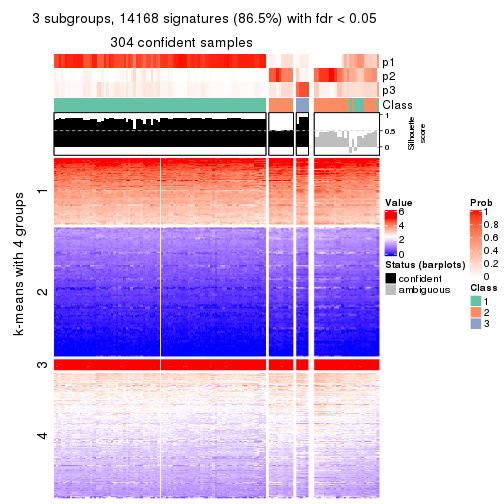 3 subgroups, 14168 signatures (86.5%) with fdr < 0.05
304 confident samples
p1
p2
p3
Class
1
0.5
0
Silhouette
score
k-means with 4 groups
1
2
3
4
Value
6
4
2
0
Status (barplots)
confident
ambiguous
Prob
1
0.8
0.6
0.4
0.2
0
Class
1
2
3